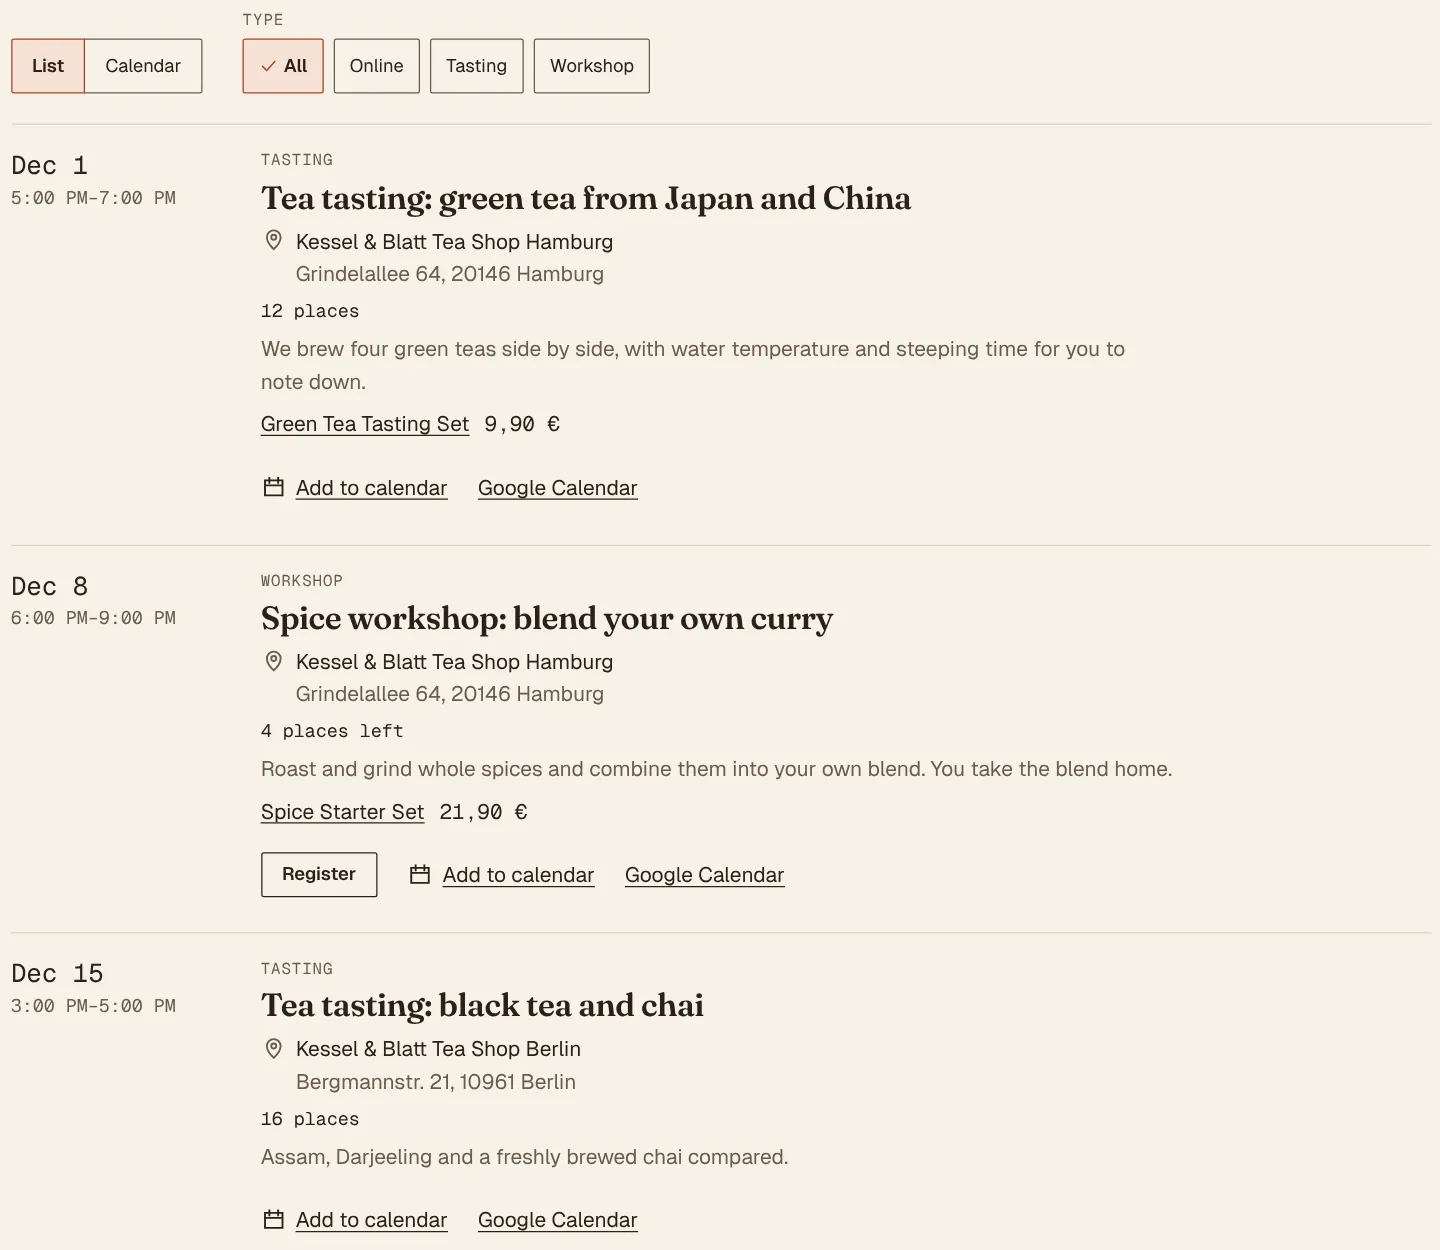 TYPE
List
Calendar
All
Online
Tasting
Workshop
Dec 1
5:00 PM–7:00 PM
TASTING
Tea tasting: green tea from Japan and China
Kessel & Blatt Tea Shop Hamburg
Grindelallee 64, 20146 Hamburg
12 places
We brew four green teas side by side, with water temperature and steeping time for you to
note down.
Green Tea Tasting Set 9,90 €
Add to calendar Google Calendar
Dec 8
6:00 PM–9:00 PM
WORKSHOP
Spice workshop: blend your own curry
Kessel & Blatt Tea Shop Hamburg
Grindelallee 64, 20146 Hamburg
4 places left
Roast and grind whole spices and combine them into your own blend. You take the blend home.
Spice Starter Set 21,90 €
Register Add to calendar Google Calendar
Dec 15
3:00 PM–5:00 PM
TASTING
Tea tasting: black tea and chai
Kessel & Blatt Tea Shop Berlin
Bergmannstr. 21, 10961 Berlin
16 places
Assam, Darjeeling and a freshly brewed chai compared.
Add to calendar Google Calendar